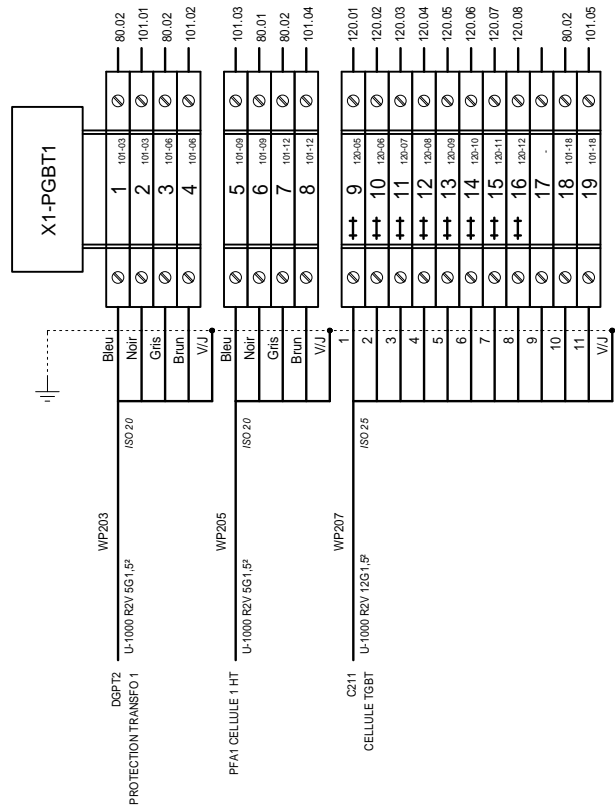 X1-PGBT1
DGPT2
PROTECTION TRANSFO 1
WP203
U-1000 R2V 5G1,5²
ISO 20
Bleu 1 101-03 80.02
Noir 2 101-03 101.01
Gris 3 101-06 80.02
Brun 4 101-06 101.02
V/J
PFA1 CELLULE 1 HT
WP205
U-1000 R2V 5G1,5²
ISO 20
Bleu 5 101-09 101.03
Noir 6 101-09 80.01
Gris 7 101-12 80.02
Brun 8 101-12 101.04
V/J
C211
CELLULE TGBT
WP207
U-1000 R2V 12G1,5²
ISO 25
1 9 120-05 120.01
2 10 120-06 120.02
3 11 120-07 120.03
4 12 120-08 120.04
5 13 120-09 120.05
6 14 120-10 120.06
7 15 120-11 120.07
8 16 120-12 120.08
9 17 -
10 18 101-18 80.02
11 19 101-18 101.05
V/J